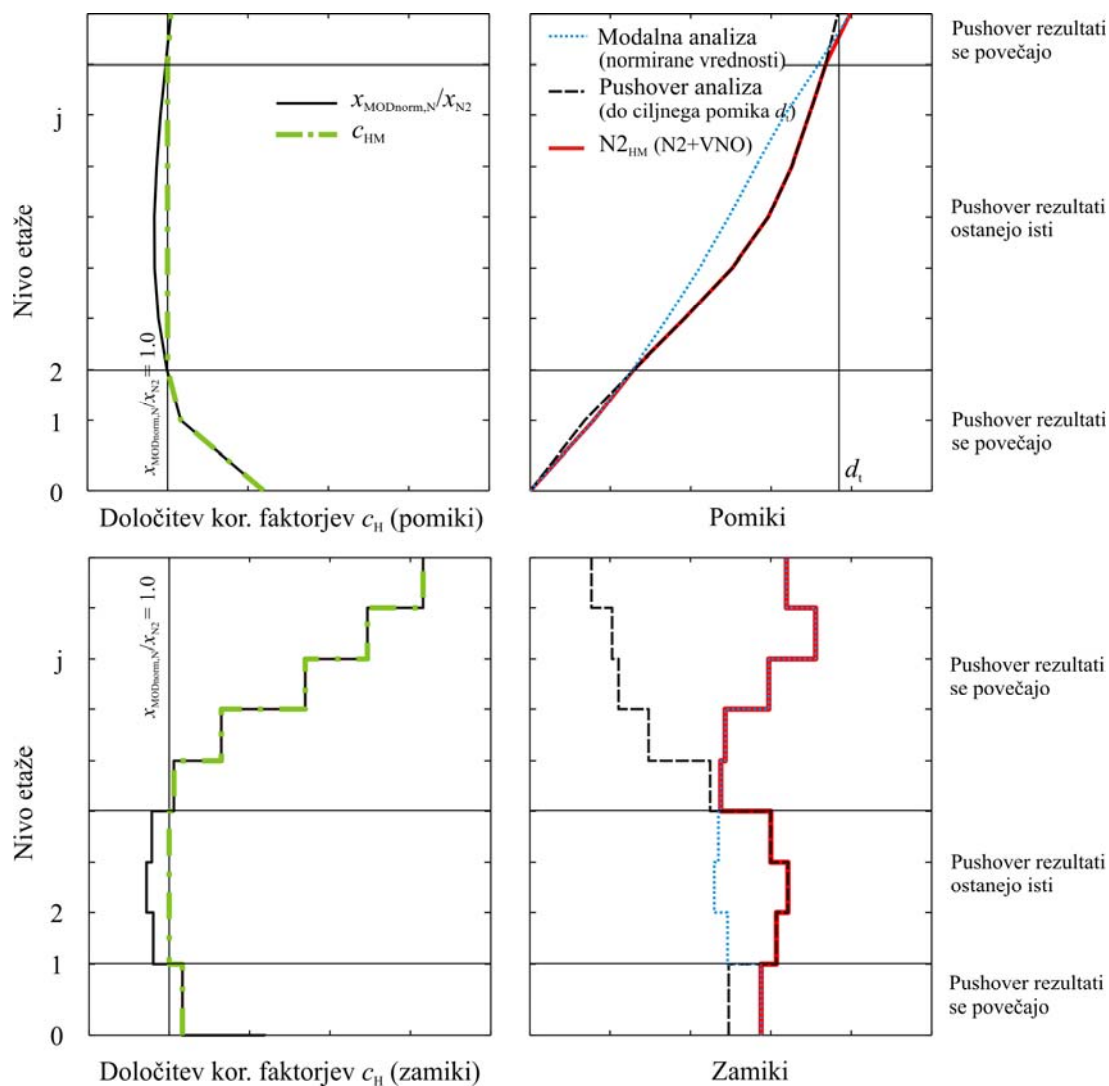 Nivo etaže
j
2
1
0
x_MODnorm,N/x_N2
c_HM
x_MODnorm,N/x_N2 = 1.0
Določitev kor. faktorjev c_H (pomiki)
Modalna analiza
(normirane vrednosti)
Pushover analiza
(do ciljnega pomika d_t)
N2_HM (N2+VNO)
d_t
Pomiki
Pushover rezultati
se povečajo
Pushover rezultati
ostanejo isti
Pushover rezultati
se povečajo
Nivo etaže
j
2
1
0
x_MODnorm,N/x_N2 = 1.0
Določitev kor. faktorjev c_H (zamiki)
Zamiki
Pushover rezultati
se povečajo
Pushover rezultati
ostanejo isti
Pushover rezultati
se povečajo